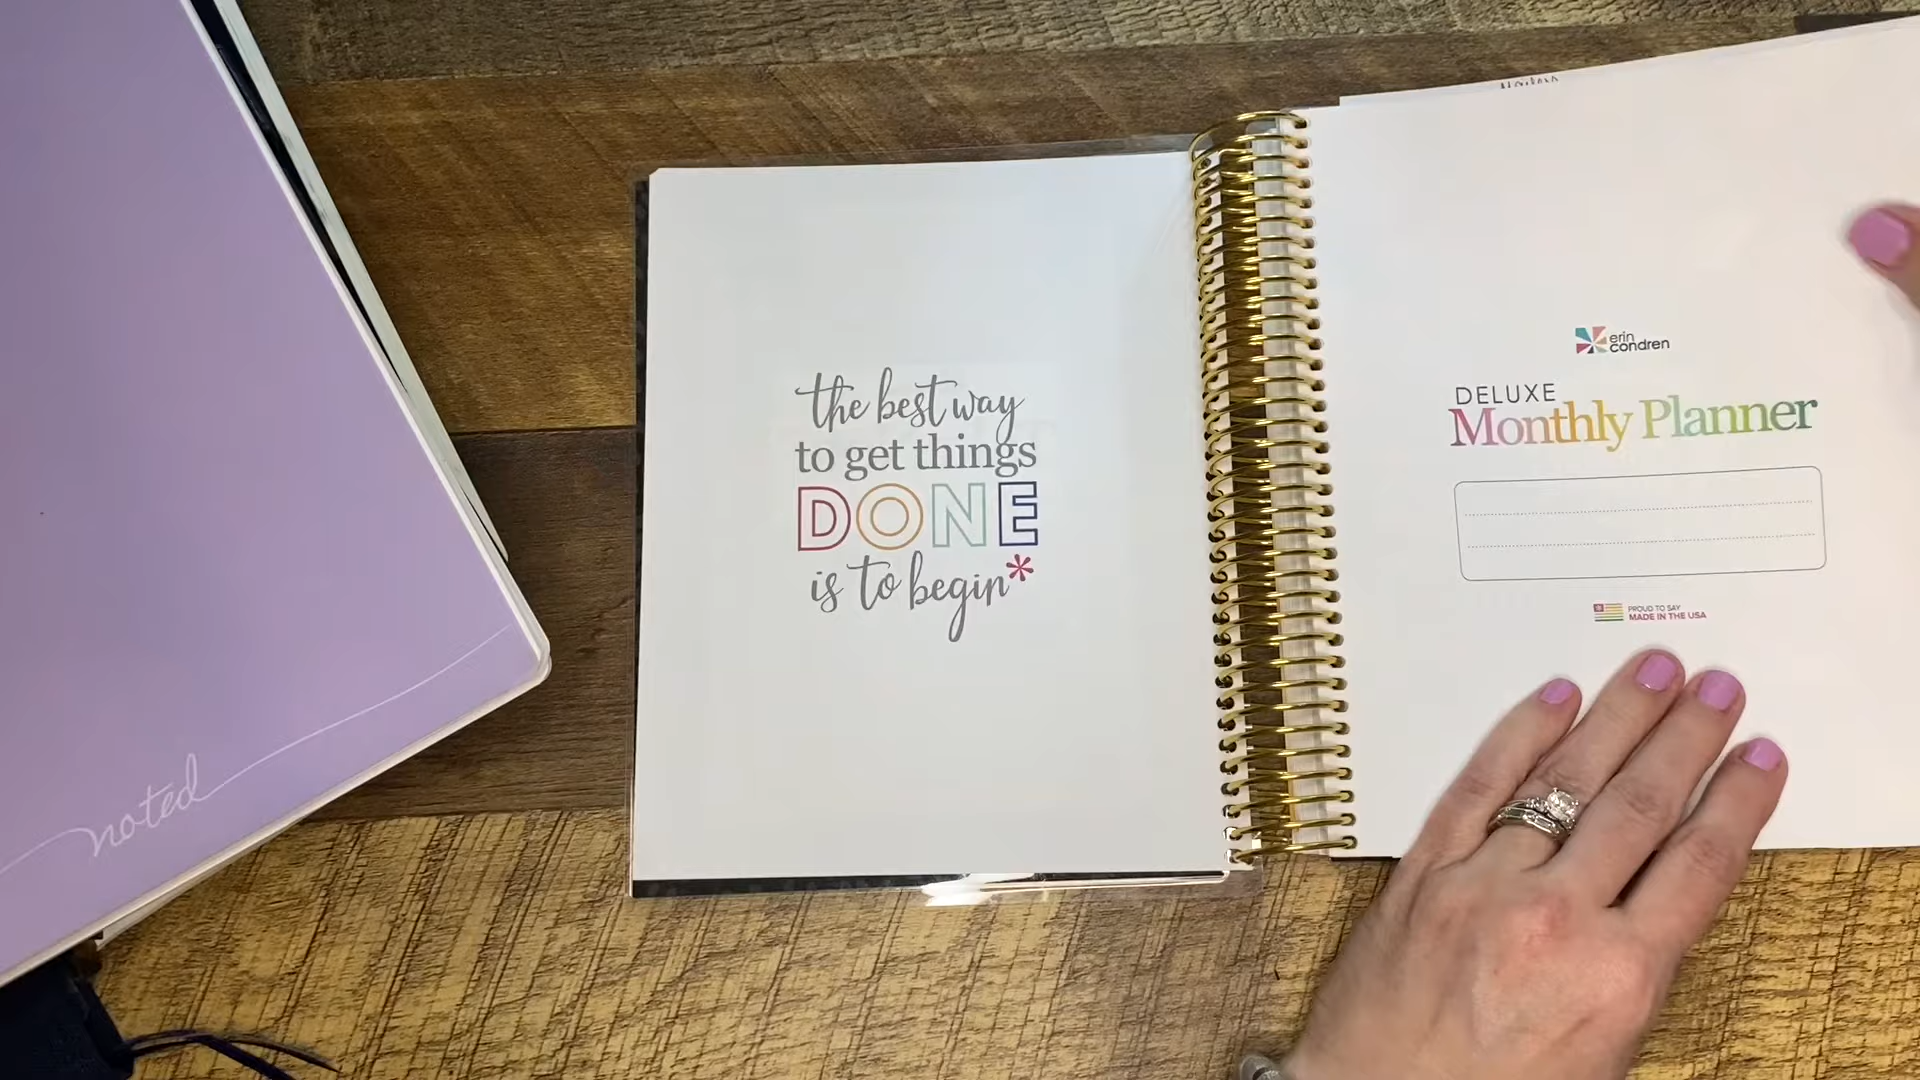 noted
the best way
to get things
DONE
is to begin*
erin
condren
DELUXE
Monthly Planner
PROUD TO SAY
MADE IN THE USA